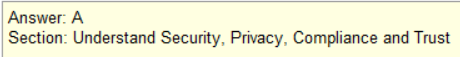 Answer: A
Section: Understand Security, Privacy, Compliance and Trust